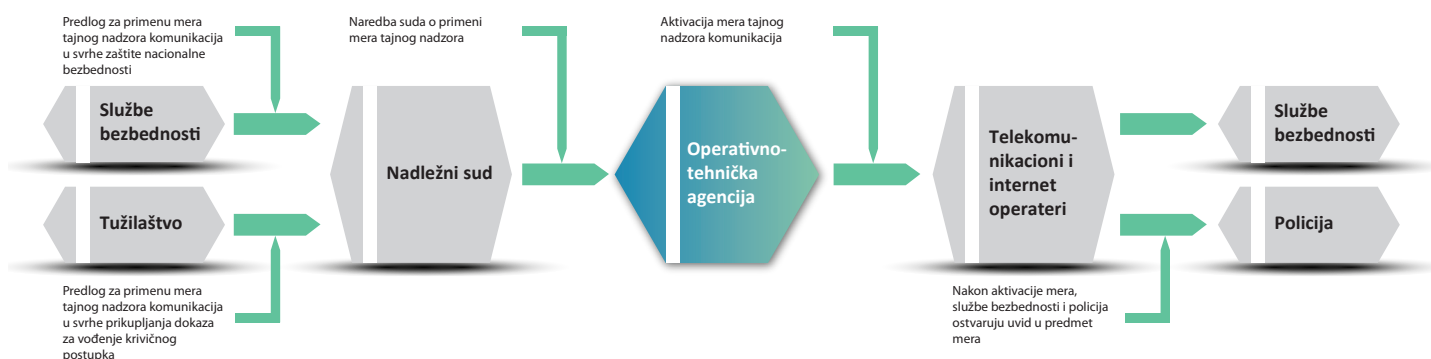 Predlog za primenu mera
tajnog nadzora komunikacija
u svrhe zaštite nacionalne
bezbednosti
Naredba suda o primeni
mera tajnog nadzora
Aktivacija mera tajnog
nadzora komunikacija
Službe
bezbednosti
Tužilaštvo
Nadležni sud
Operativno-
tehnička
agencija
Telekomu-
nikacioni i
internet
operateri
Službe
bezbednosti
Policija
Predlog za primenu mera
tajnog nadzora komunikacija
u svrhe prikupljanja dokaza
za vođenje krivičnog
postupka
Nakon aktivacije mera,
službe bezbednosti i policija
ostvaruju uvid u predmet
mera